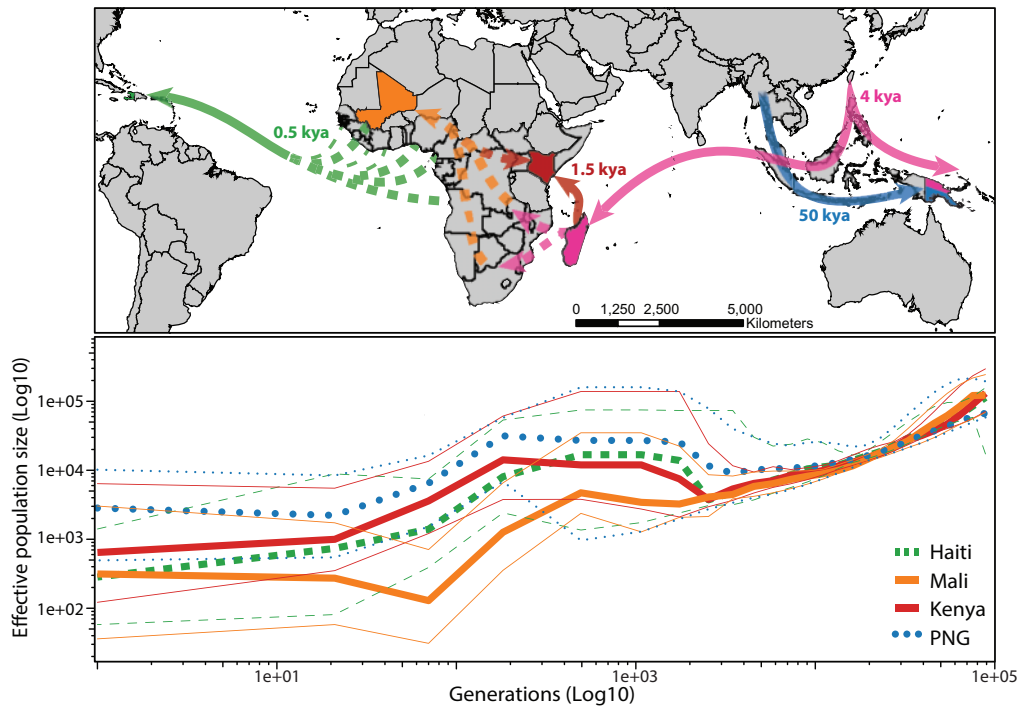 4 kya
0.5 kya
1.5 kya
50 kya
0 1,250 2,500 5,000
Kilometers
Effective population size (Log10)
1e+05
1e+04
1e+03
1e+02
Haiti
Mali
Kenya
PNG
1e+01 1e+03 1e+05
Generations (Log10)